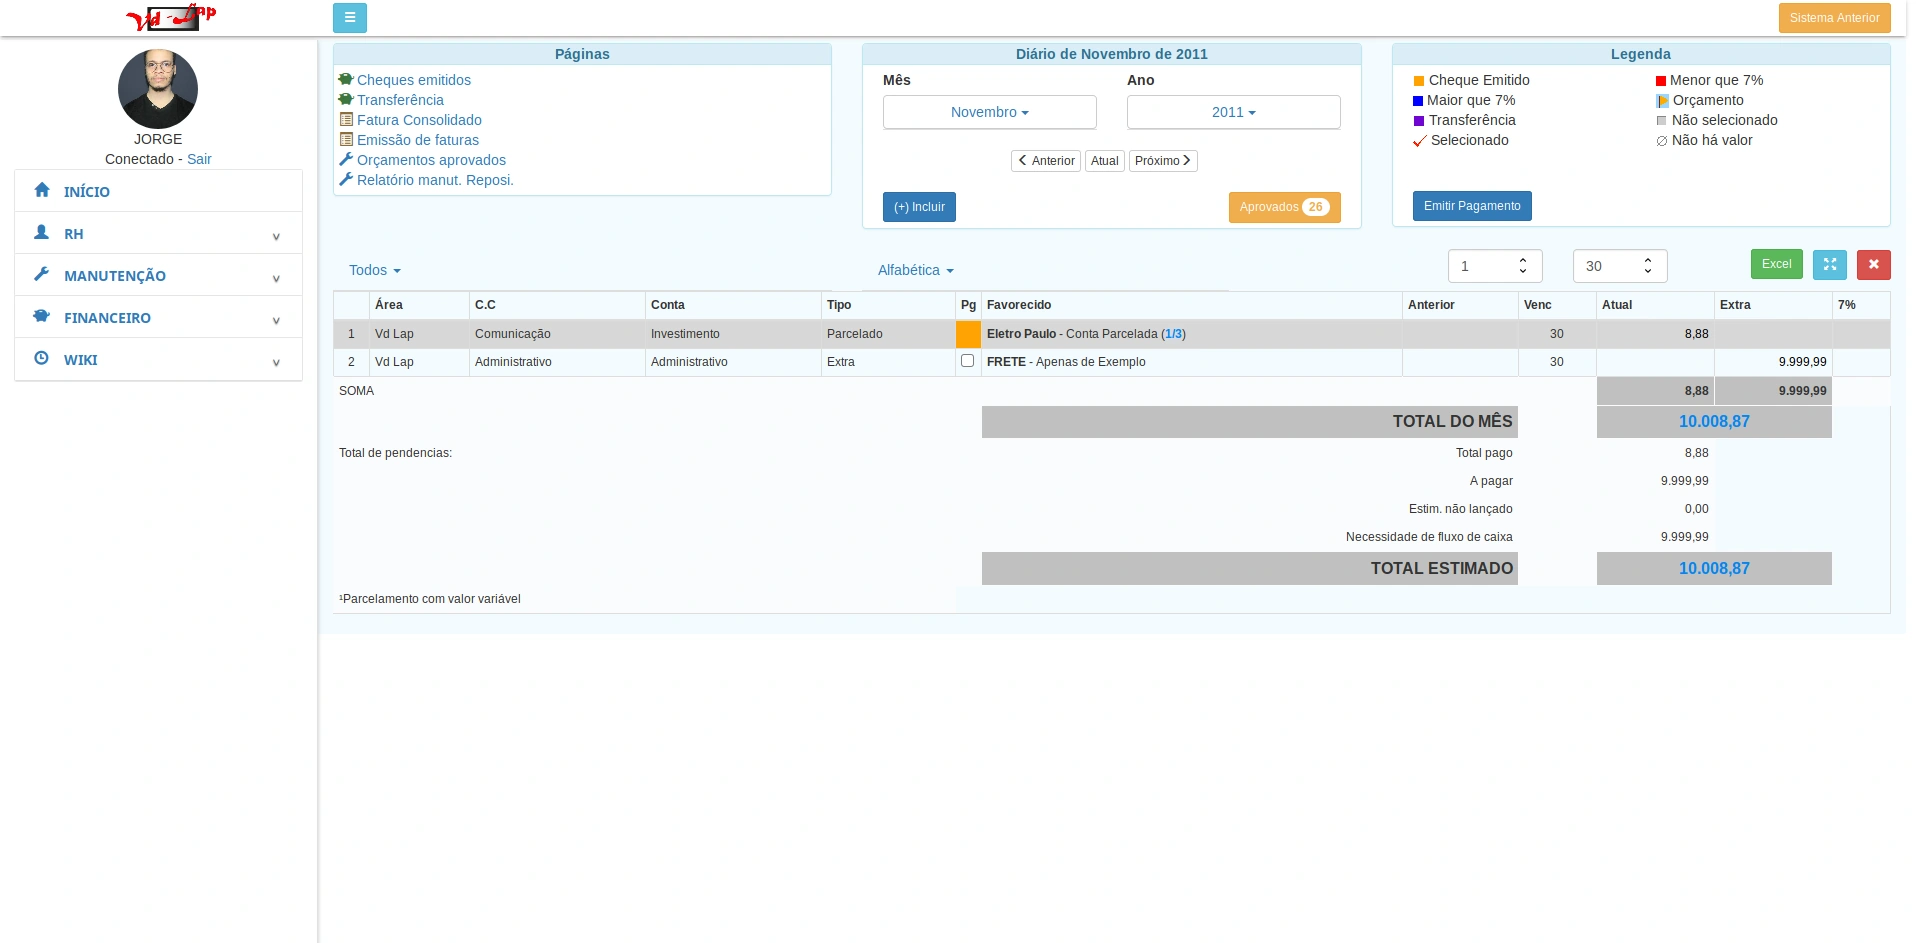 Vd - Lap
☰
Sistema Anterior
JORGE
Conectado - Sair
INÍCIO
RH
MANUTENÇÃO
FINANCEIRO
WIKI
Páginas
Cheques emitidos
Transferência
Fatura Consolidado
Emissão de faturas
Orçamentos aprovados
Relatório manut. Reposi.
Diário de Novembro de 2011
Mês Ano
Novembro 2011
Anterior Atual Próximo
(+) Incluir Aprovados 26
Legenda
Cheque Emitido Menor que 7%
Maior que 7% Orçamento
Transferência Não selecionado
Selecionado Não há valor
Emitir Pagamento
Todos Alfabética 1 30 Excel
Área C.C Conta Tipo Pg Favorecido Anterior Venc Atual Extra 7%
1 Vd Lap Comunicação Investimento Parcelado Eletro Paulo - Conta Parcelada (1/3) 30 8,88
2 Vd Lap Administrativo Administrativo Extra FRETE - Apenas de Exemplo 30 9.999,99
SOMA 8,88 9.999,99
TOTAL DO MÊS 10.008,87
Total de pendencias: Total pago 8,88
A pagar 9.999,99
Estim. não lançado 0,00
Necessidade de fluxo de caixa 9.999,99
TOTAL ESTIMADO 10.008,87
¹Parcelamento com valor variável